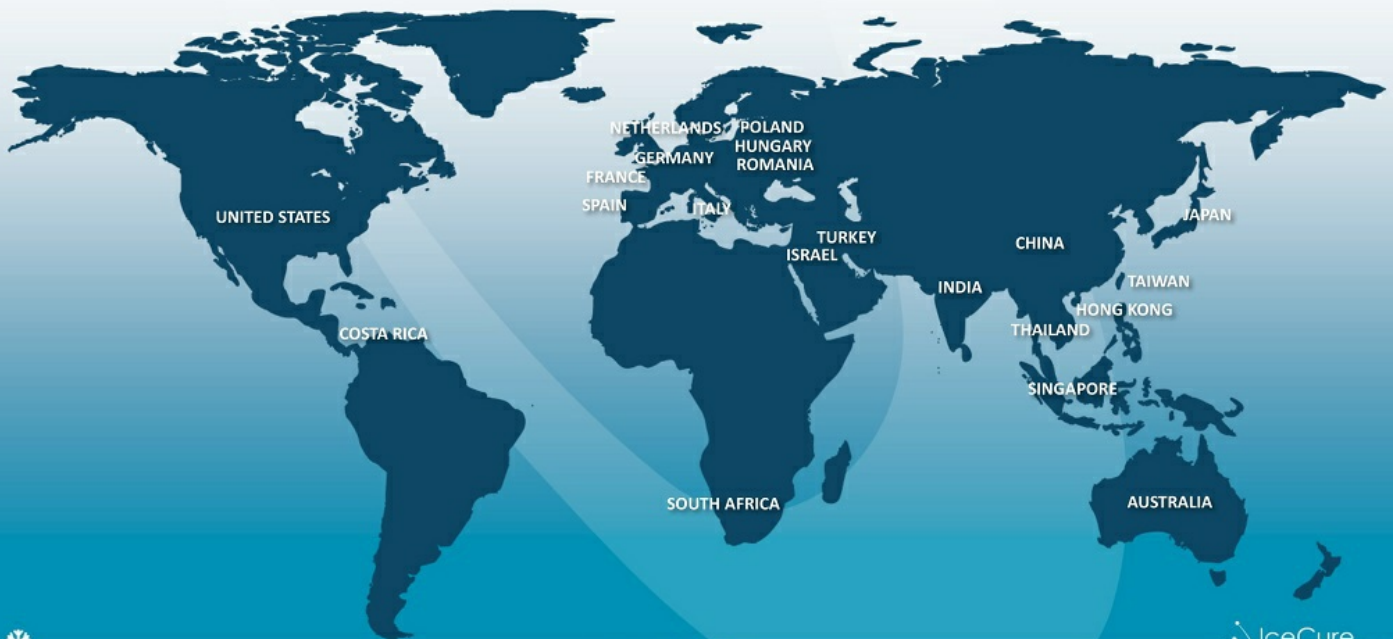 NETHERLANDS
POLAND
HUNGARY
GERMANY
ROMANIA
FRANCE
SPAIN
ITALY
UNITED STATES
JAPAN
TURKEY
CHINA
ISRAEL
TAIWAN
INDIA
HONG KONG
THAILAND
COSTA RICA
SINGAPORE
SOUTH AFRICA
AUSTRALIA
IceCure